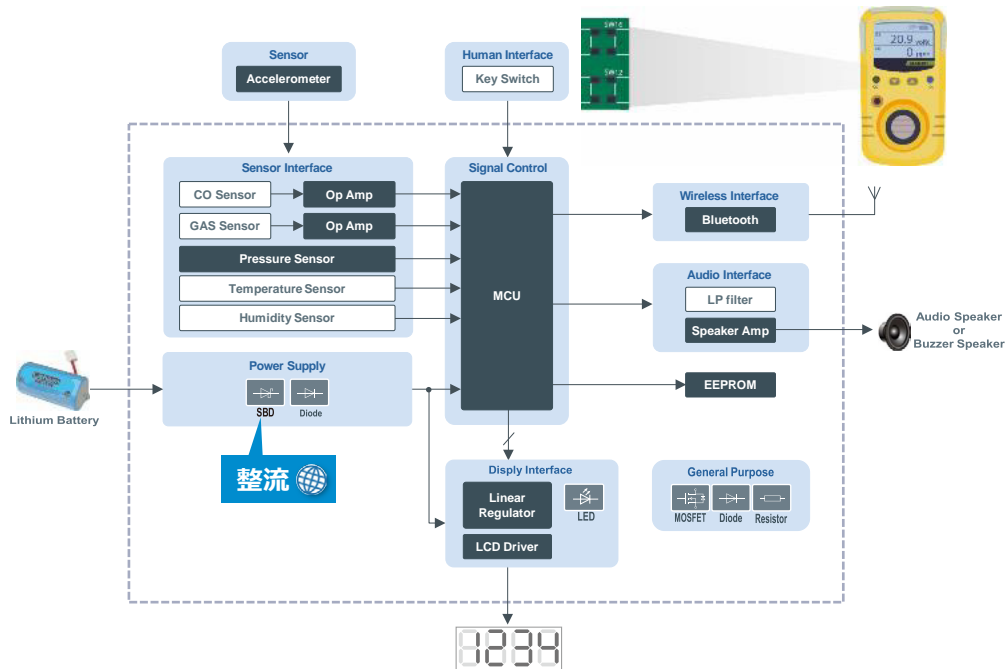 Sensor
Accelerometer
Human Interface
Key Switch
SW16
SW12
20.9
0
Sensor Interface
CO Sensor
Op Amp
GAS Sensor
Op Amp
Pressure Sensor
Temperature Sensor
Humidity Sensor
Signal Control
MCU
Wireless Interface
Bluetooth
Audio Interface
LP filter
Speaker Amp
Audio Speaker
or
Buzzer Speaker
EEPROM
Power Supply
SBD
Diode
Lithium Battery
整流
Disply Interface
Linear
Regulator
LED
LCD Driver
General Purpose
MOSFET
Diode
Resistor
1234